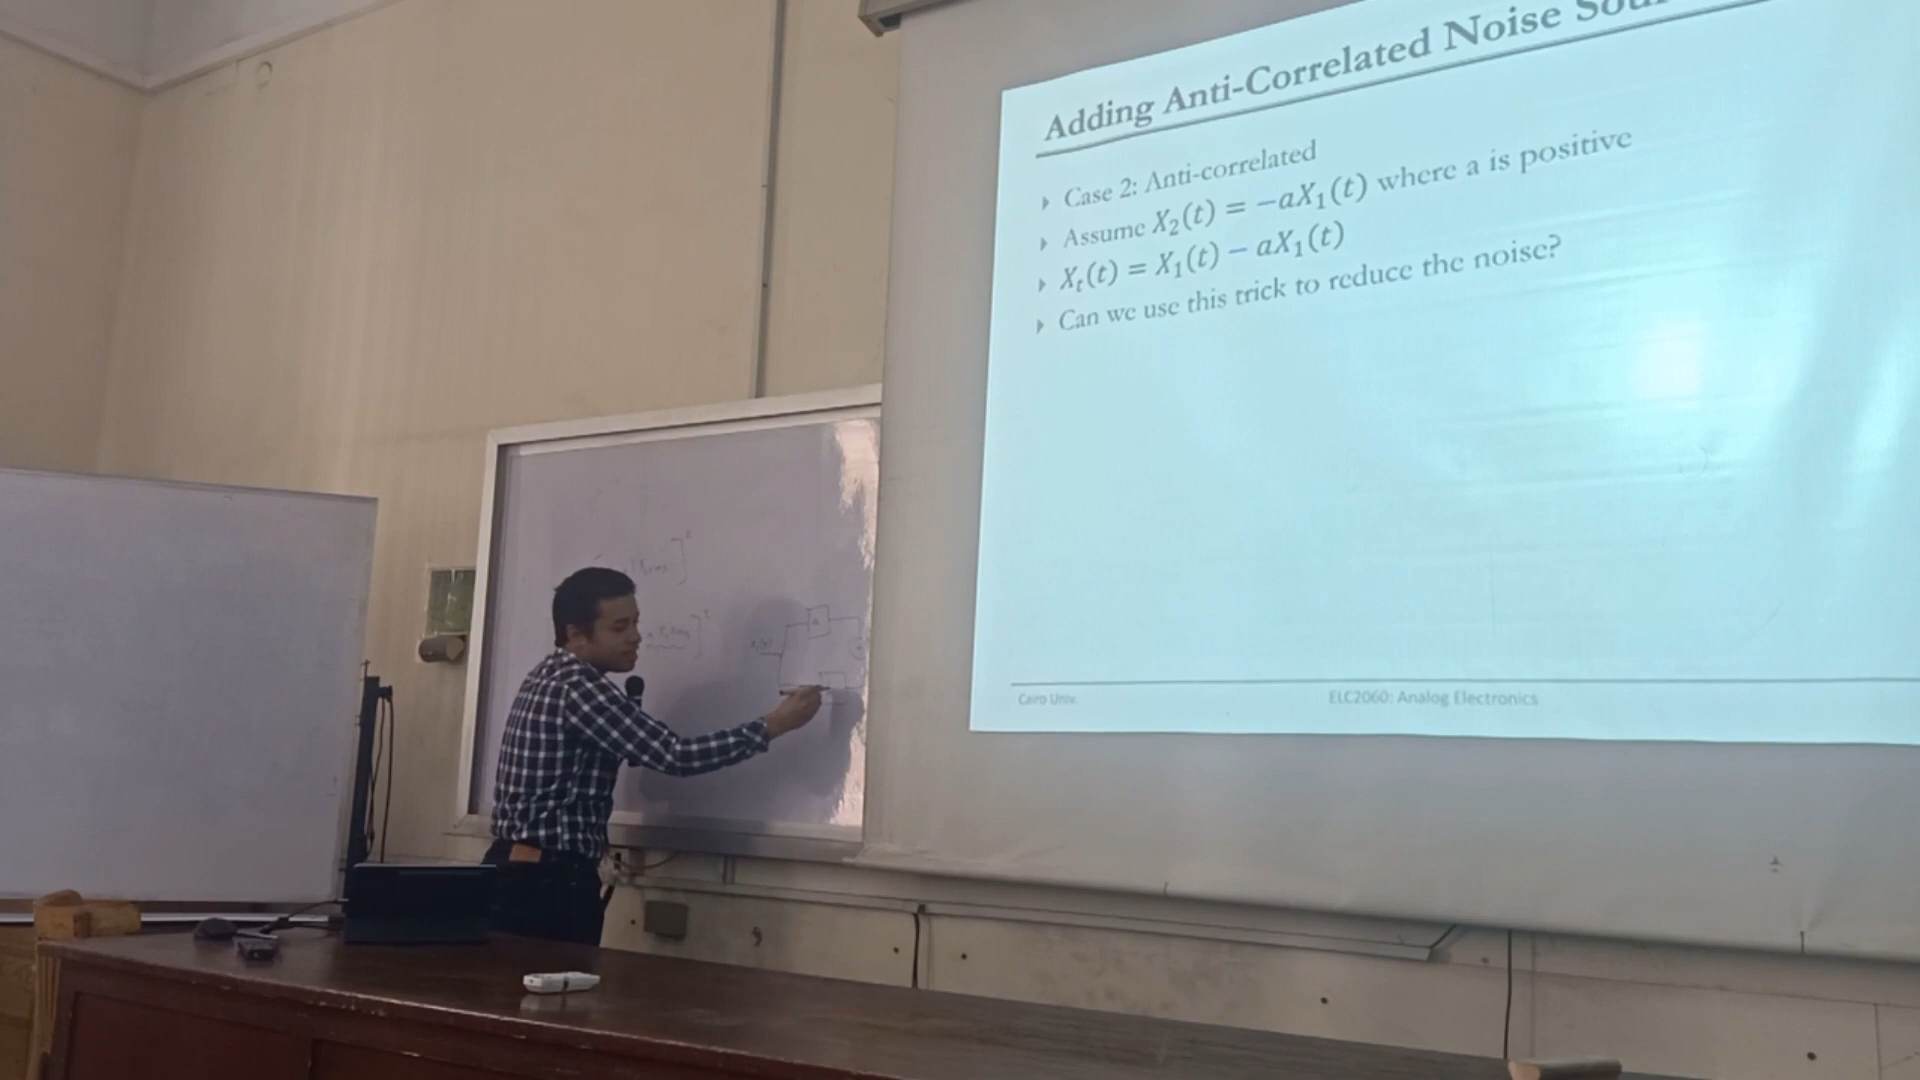 Adding Anti-Correlated Noise
Case 2: Anti-correlated
Assume X₂(t) = −aX₁(t) where a is positive
Xₜ(t) = X₁(t) − aX₁(t)
Can we use this trick to reduce the noise?
Cairo Univ.
ELC2060: Analog Electronics